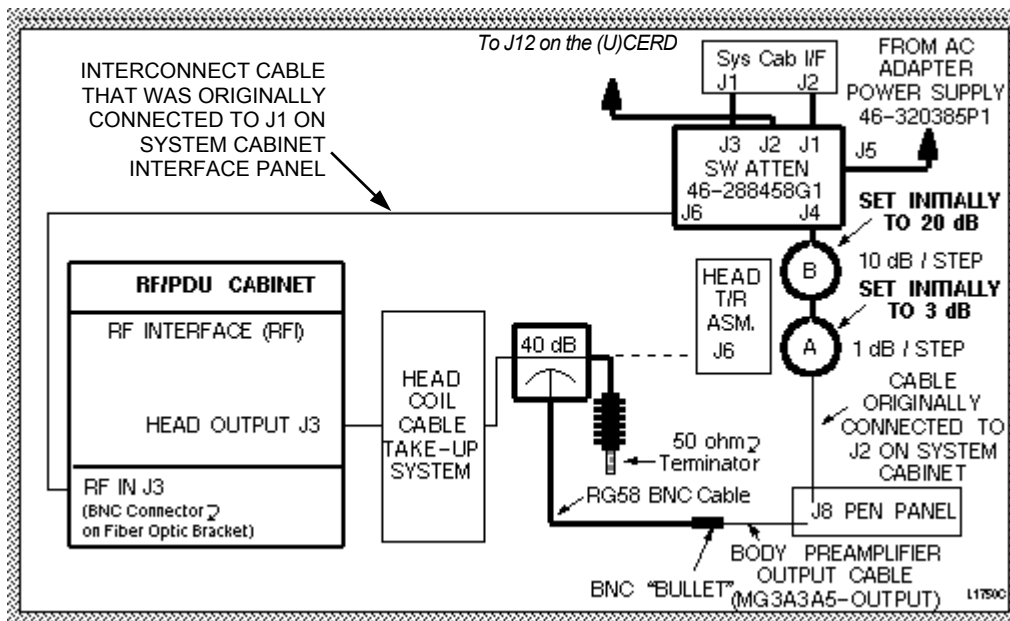 To J12 on the (U)CERD
INTERCONNECT CABLE
THAT WAS ORIGINALLY
CONNECTED TO J1 ON
SYSTEM CABINET
INTERFACE PANEL
Sys Cab I/F
J1 J2
FROM AC
ADAPTER
POWER SUPPLY
46-320385P1
J3 J2 J1
SW ATTEN
46-288458G1
J6 J4
J5
SET INITIALLY
TO 20 dB
B
10 dB / STEP
SET INITIALLY
TO 3 dB
A
1 dB / STEP
HEAD
T/R
ASM.
J6
RF/PDU CABINET
RF INTERFACE (RFI)
HEAD OUTPUT J3
RF IN J3
(BNC Connector
on Fiber Optic Bracket)
HEAD
COIL
CABLE
TAKE-UP
SYSTEM
40 dB
50 ohm
Terminator
RG58 BNC Cable
CABLE
ORIGINALLY
CONNECTED TO
J2 ON SYSTEM
CABINET
J8 PEN PANEL
BNC "BULLET"
BODY PREAMPLIFIER
OUTPUT CABLE
(MG3A3A5-OUTPUT)
L1750C